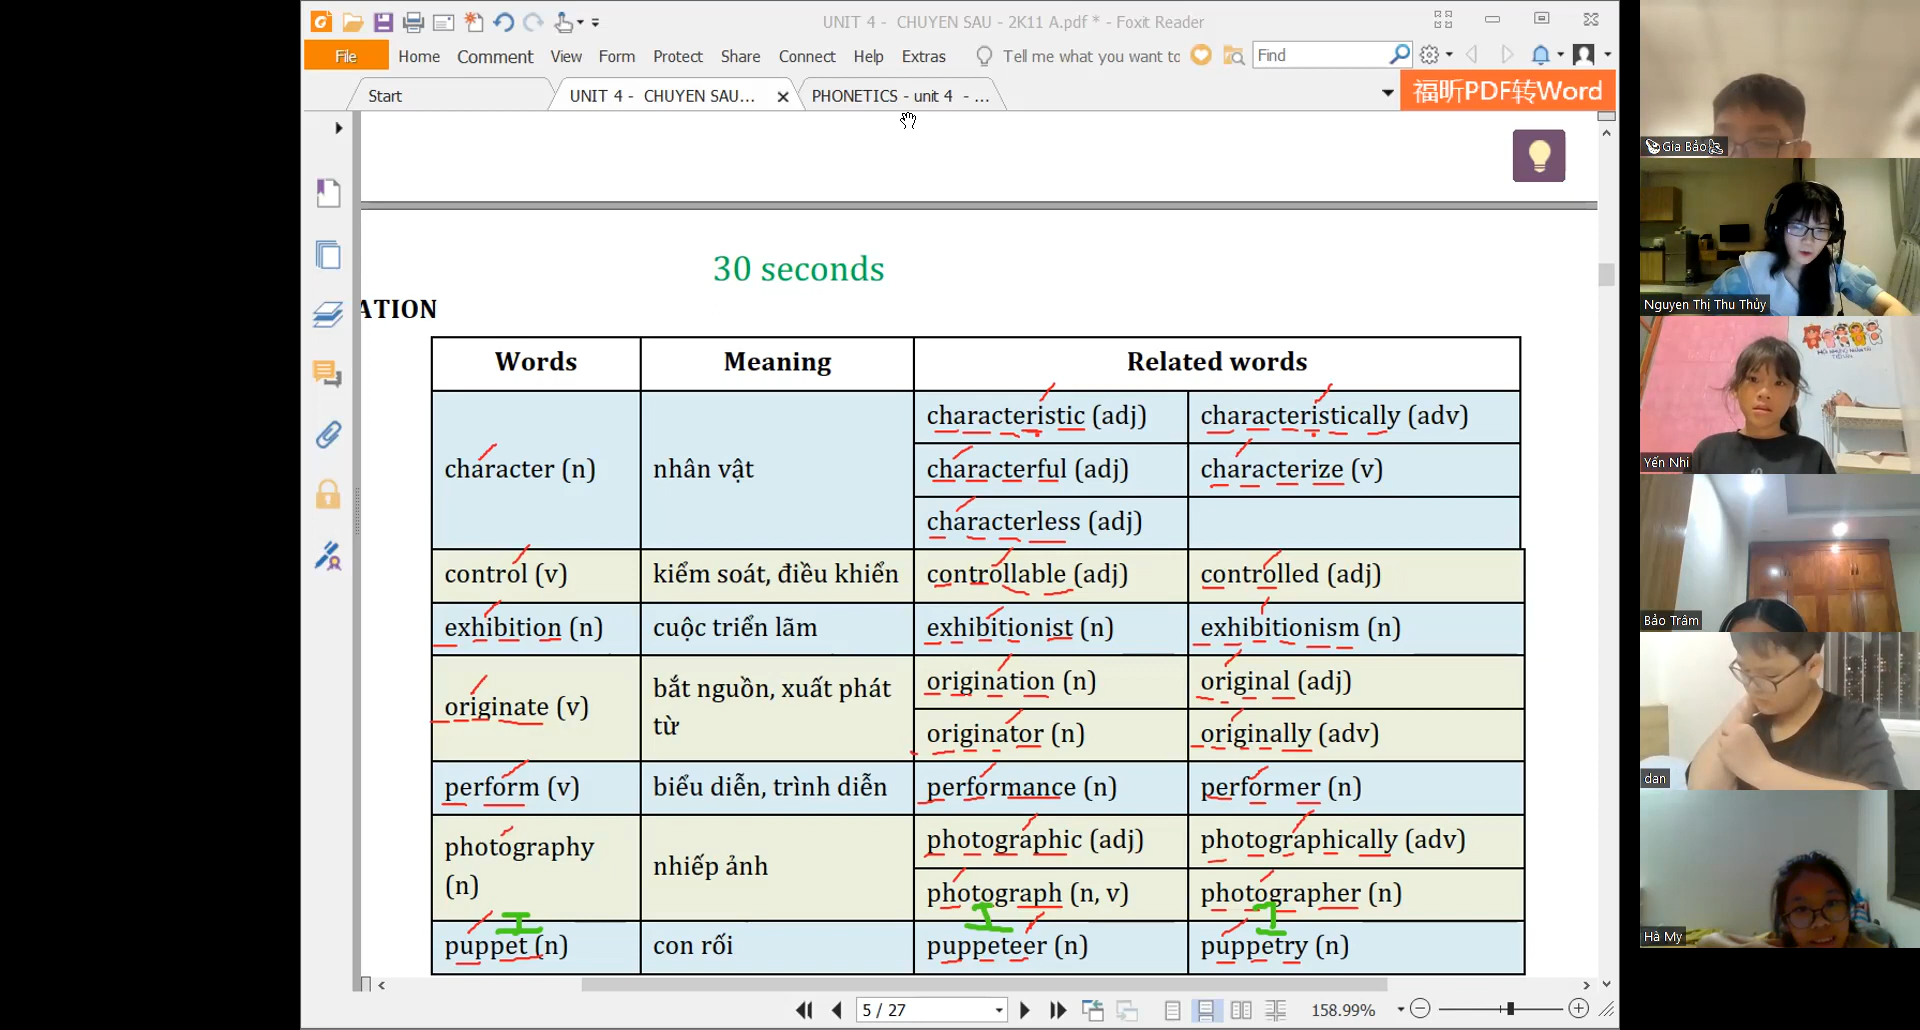 UNIT 4 - CHUYEN SAU - 2K11 A.pdf * - Foxit Reader
File Home Comment View Form Protect Share Connect Help Extras Tell me what you want to Find
Start UNIT 4 - CHUYEN SAU... PHONETICS - unit 4 - ... 福昕PDF转Word
30 seconds
ATION
Words Meaning Related words
character (n) nhân vật characteristic (adj) characteristically (adv)
characterful (adj) characterize (v)
characterless (adj)
control (v) kiểm soát, điều khiển controllable (adj) controlled (adj)
exhibition (n) cuộc triển lãm exhibitionist (n) exhibitionism (n)
originate (v) bắt nguồn, xuất phát từ origination (n) original (adj)
originator (n) originally (adv)
perform (v) biểu diễn, trình diễn performance (n) performer (n)
photography (n) nhiếp ảnh photographic (adj) photographically (adv)
photograph (n, v) photographer (n)
I I I
puppet (n) con rối puppeteer (n) puppetry (n)
5 / 27 158.99%
Gia Bảo
Nguyen Thị Thu Thủy
Yến Nhi
Bảo Trâm
dan
Hà My